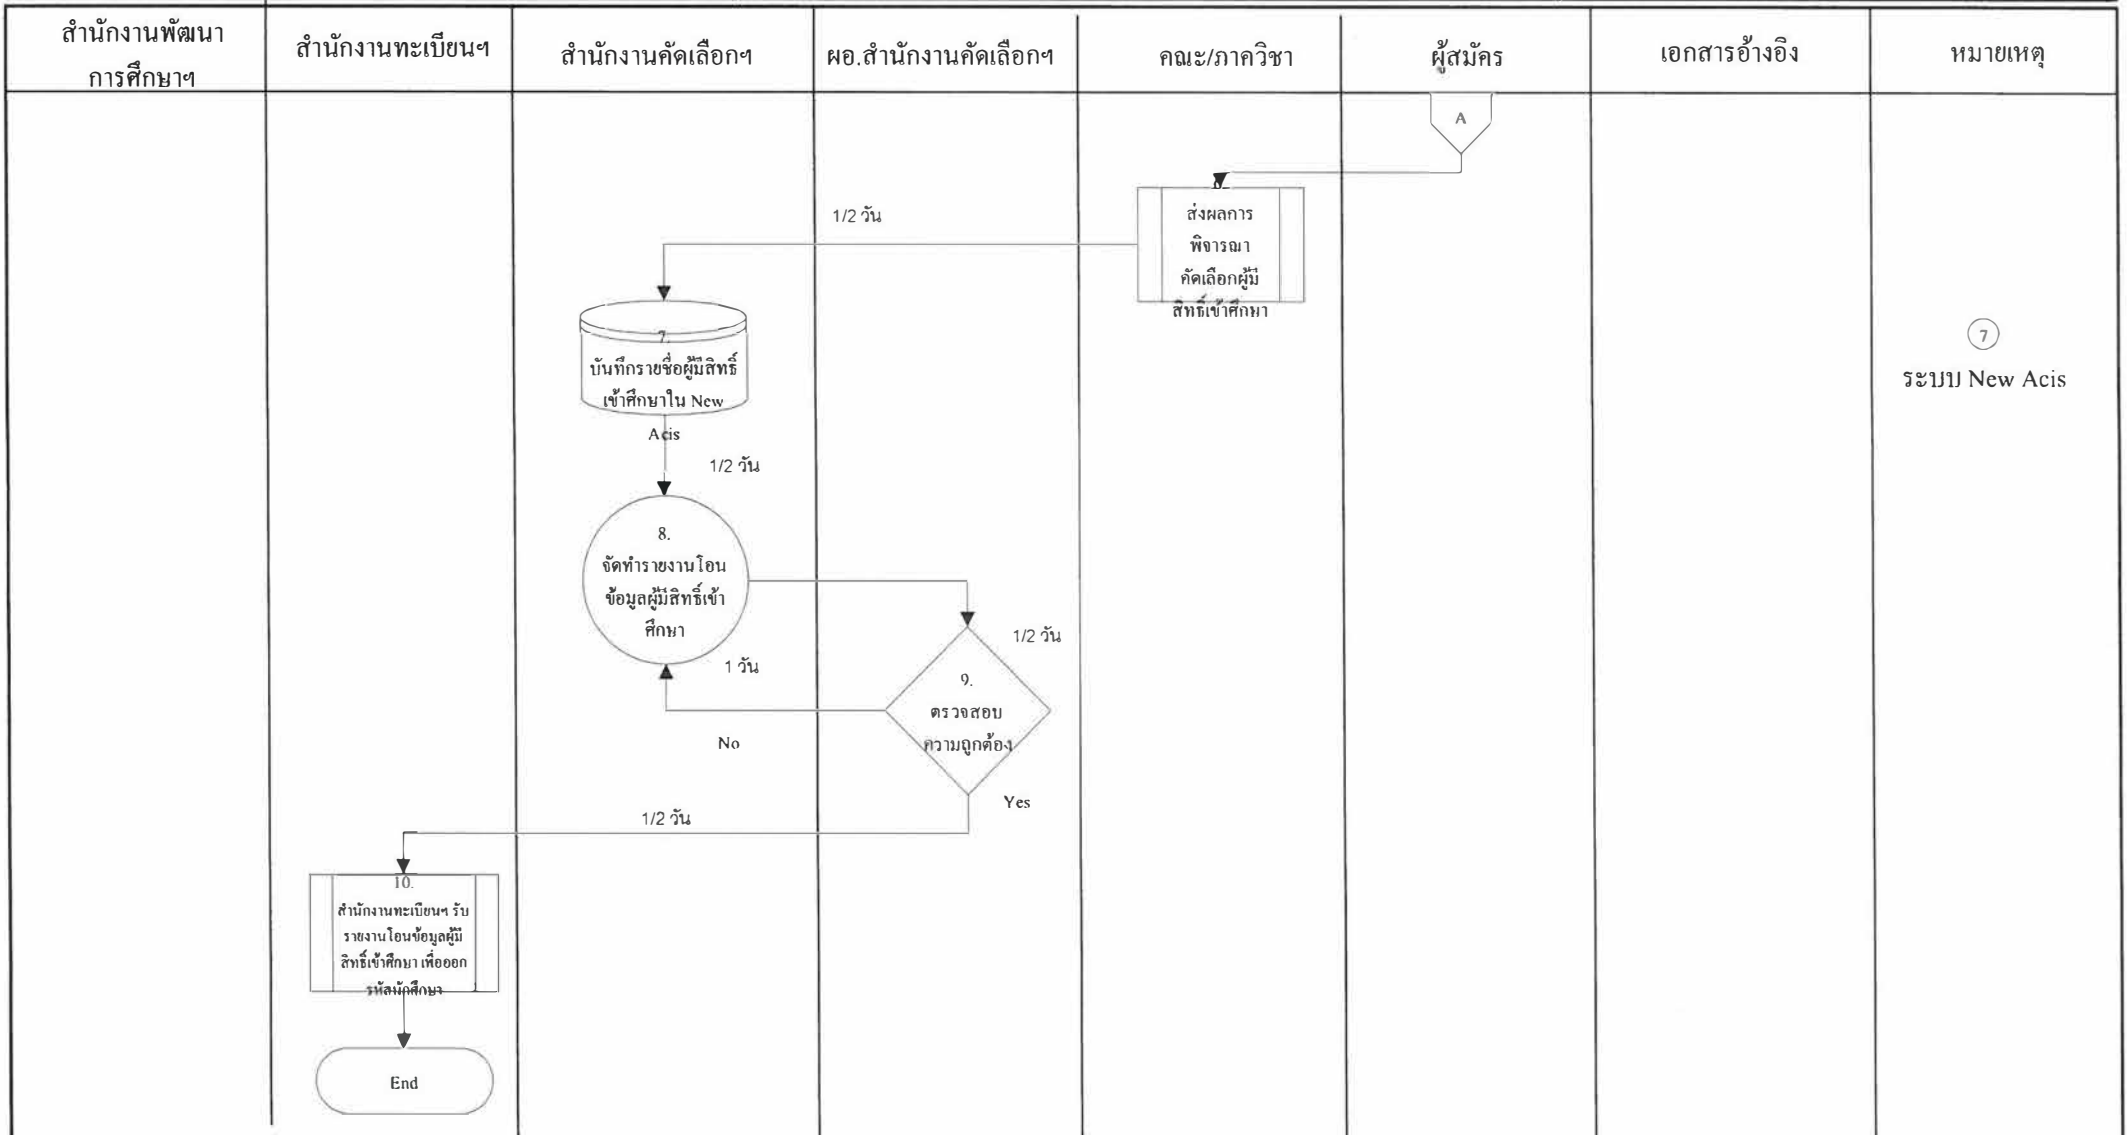 สำนักงานพัฒนา
การศึกษาฯ
สำนักงานทะเบียนฯ
สำนักงานคัดเลือกฯ
ผอ.สำนักงานคัดเลือกฯ
คณะ/ภาควิชา
ผู้สมัคร
เอกสารอ้างอิง
หมายเหตุ
A
ส่งผลการ
พิจารณา
คัดเลือกผู้มี
สิทธิ์เข้าศึกษา
1/2 วัน
7.
บันทึกรายชื่อผู้มีสิทธิ์
เข้าศึกษาใน New
Acis
7
ระบบ New Acis
1/2 วัน
8.
จัดทำรายงานโอน
ข้อมูลผู้มีสิทธิ์เข้า
ศึกษา
1 วัน
1/2 วัน
9.
ตรวจสอบ
ความถูกต้อง
No
Yes
1/2 วัน
10.
สำนักงานทะเบียนฯ รับ
รายงานโอนข้อมูลผู้มี
สิทธิ์เข้าศึกษา เพื่อออก
รหัสนักศึกษา
End